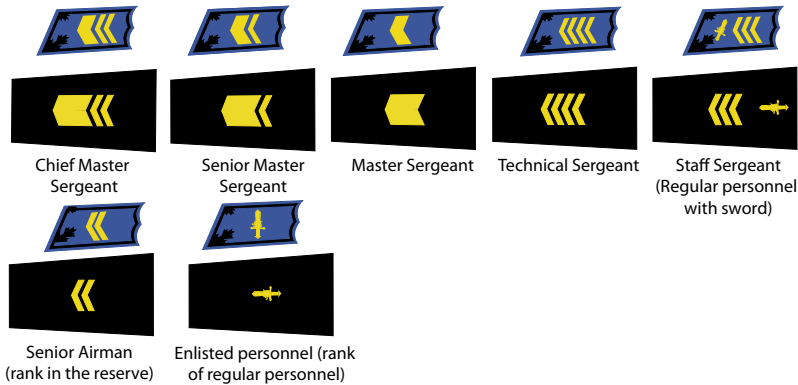 Chief Master
Sergeant
Senior Master
Sergeant
Master Sergeant
Technical Sergeant
Staff Sergeant
(Regular personnel
with sword)
Senior Airman
(rank in the reserve)
Enlisted personnel (rank
of regular personnel)